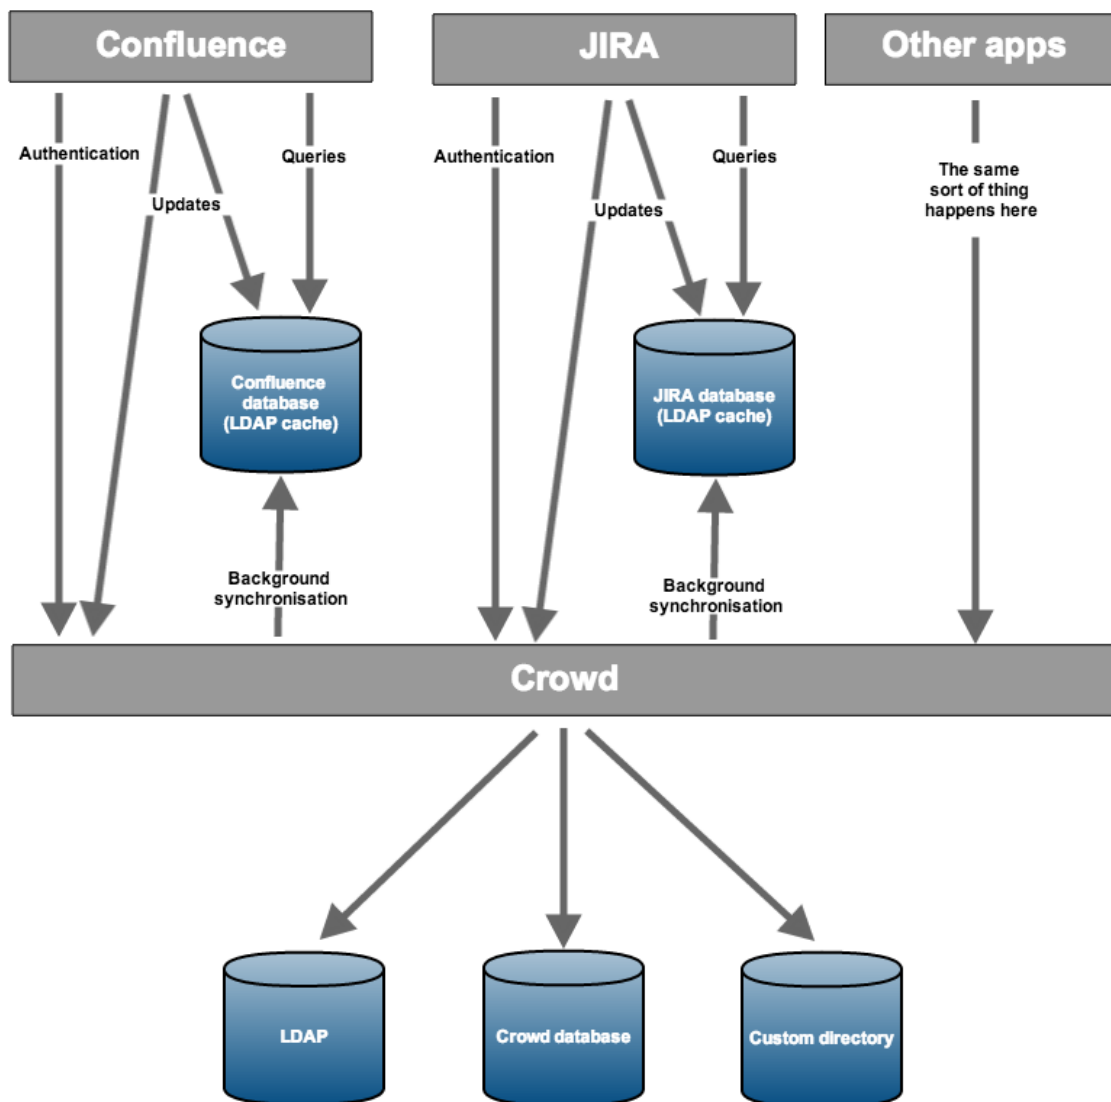 Confluence
JIRA
Other apps
Authentication
Queries
Updates
Authentication
Queries
Updates
The same
sort of thing
happens here
Confluence
database
(LDAP cache)
JIRA database
(LDAP cache)
Background
synchronisation
Background
synchronisation
Crowd
LDAP
Crowd database
Custom directory